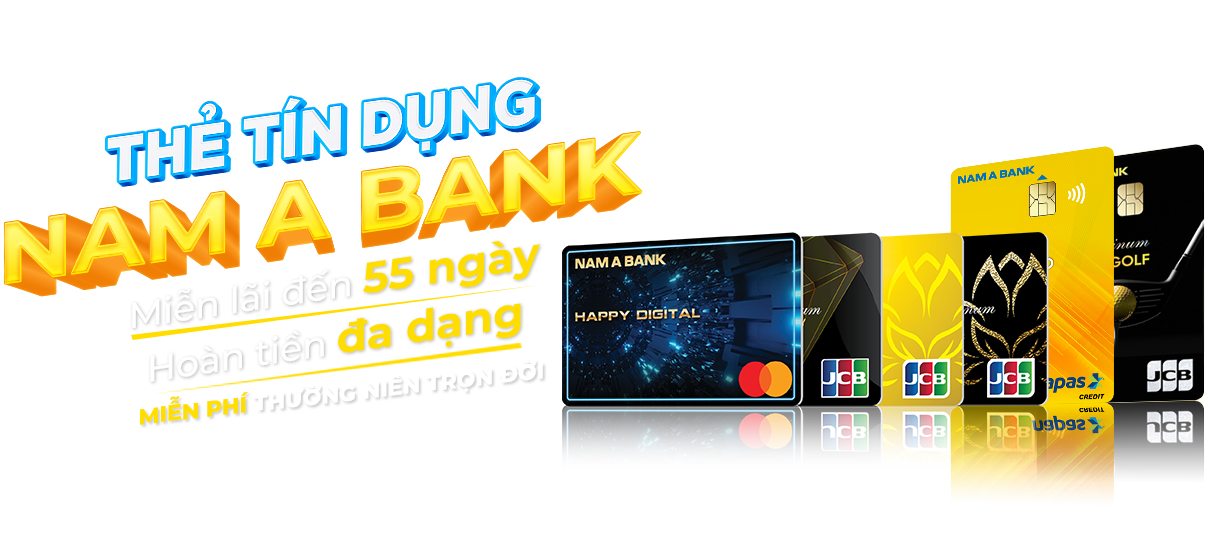 THẺ TÍN DỤNG
NAM A BANK
Miễn lãi đến 55 ngày
Hoàn tiền đa dạng
MIỄN PHÍ THƯỜNG NIÊN TRỌN ĐỜI
NAM A BANK
HAPPY DIGITAL
JCB
JCB
JCB
NAM A BANK
CREDIT
GOLF
JCB